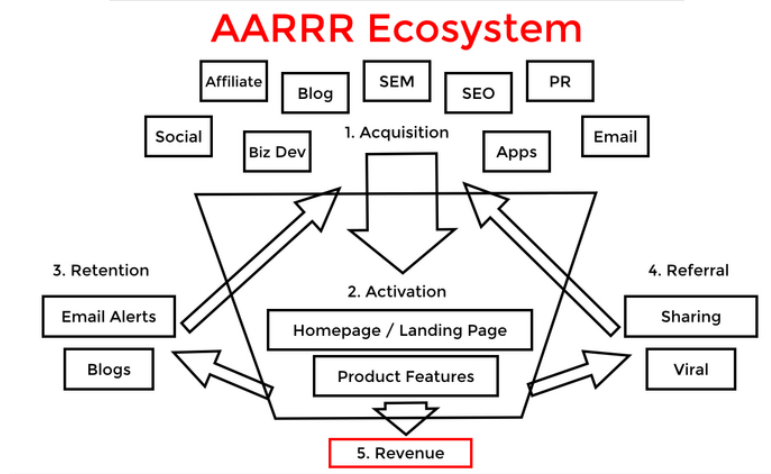 AARRR Ecosystem
Affiliate
Blog
SEM
SEO
PR
Social
Biz Dev
1. Acquisition
Apps
Email
3. Retention
Email Alerts
Blogs
2. Activation
Homepage / Landing Page
Product Features
4. Referral
Sharing
Viral
5. Revenue